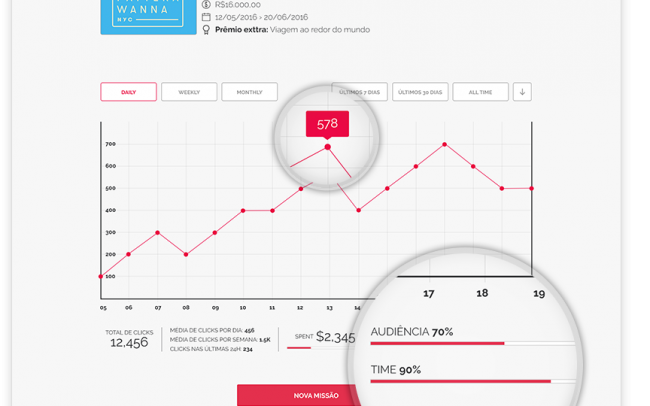 WANNA
NYC
R$16.000,00
12/05/2016 > 20/06/2016
Prêmio exttra: Viagem ao redor do mundo
DAILY WEEKLY MONTHLY ÚLTIMOS 7 DIAS ÚLTIMOS 30 DIAS ALL TIME
578
700
600
500
400
300
200
100
05 06 07 08 09 10 11 12 13 14
17 18 19
TOTAL DE CLICKS
12,456
MÉDIA DE CLICKS POR DIA: 456
MÉDIA DE CLICKS POR SEMANA: 1.5K
CLICKS NAS ÚLTIMAS 24H: 234
SPENT $2,345
AUDIÊNCIA 70%
TIME 90%
NOVA MISSÃO